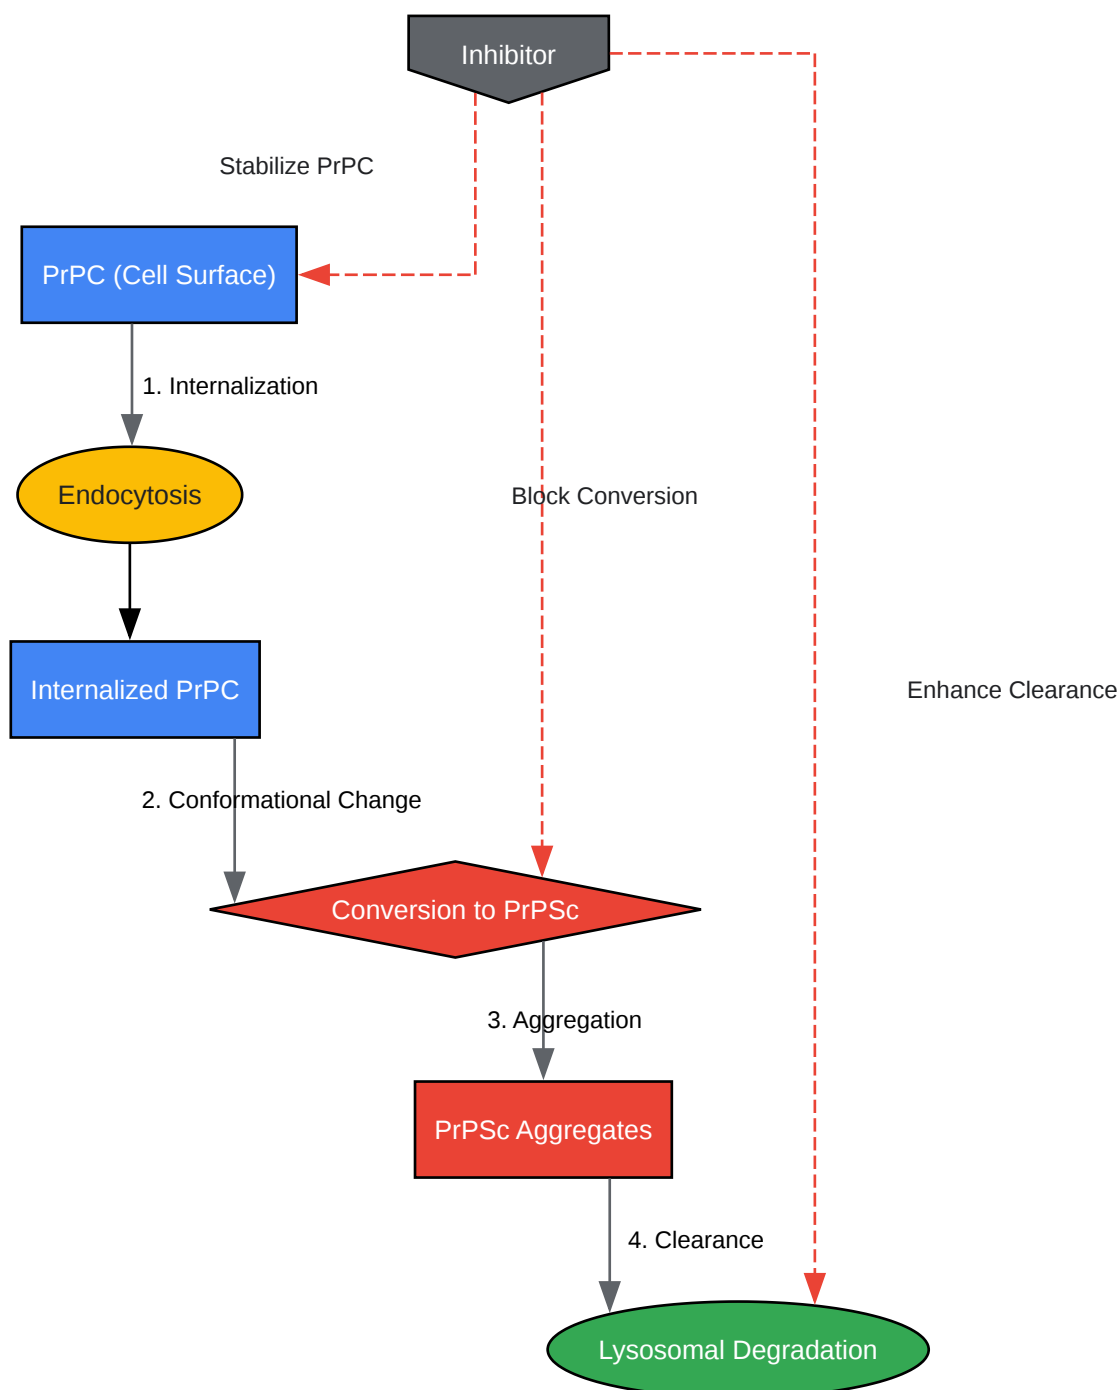 Inhibitor
Stabilize PrPC
PrPC (Cell Surface)
1. Internalization
Endocytosis
Block Conversion
Internalized PrPC
Enhance Clearance
2. Conformational Change
Conversion to PrPSc
3. Aggregation
PrPSc Aggregates
4. Clearance
Lysosomal Degradation